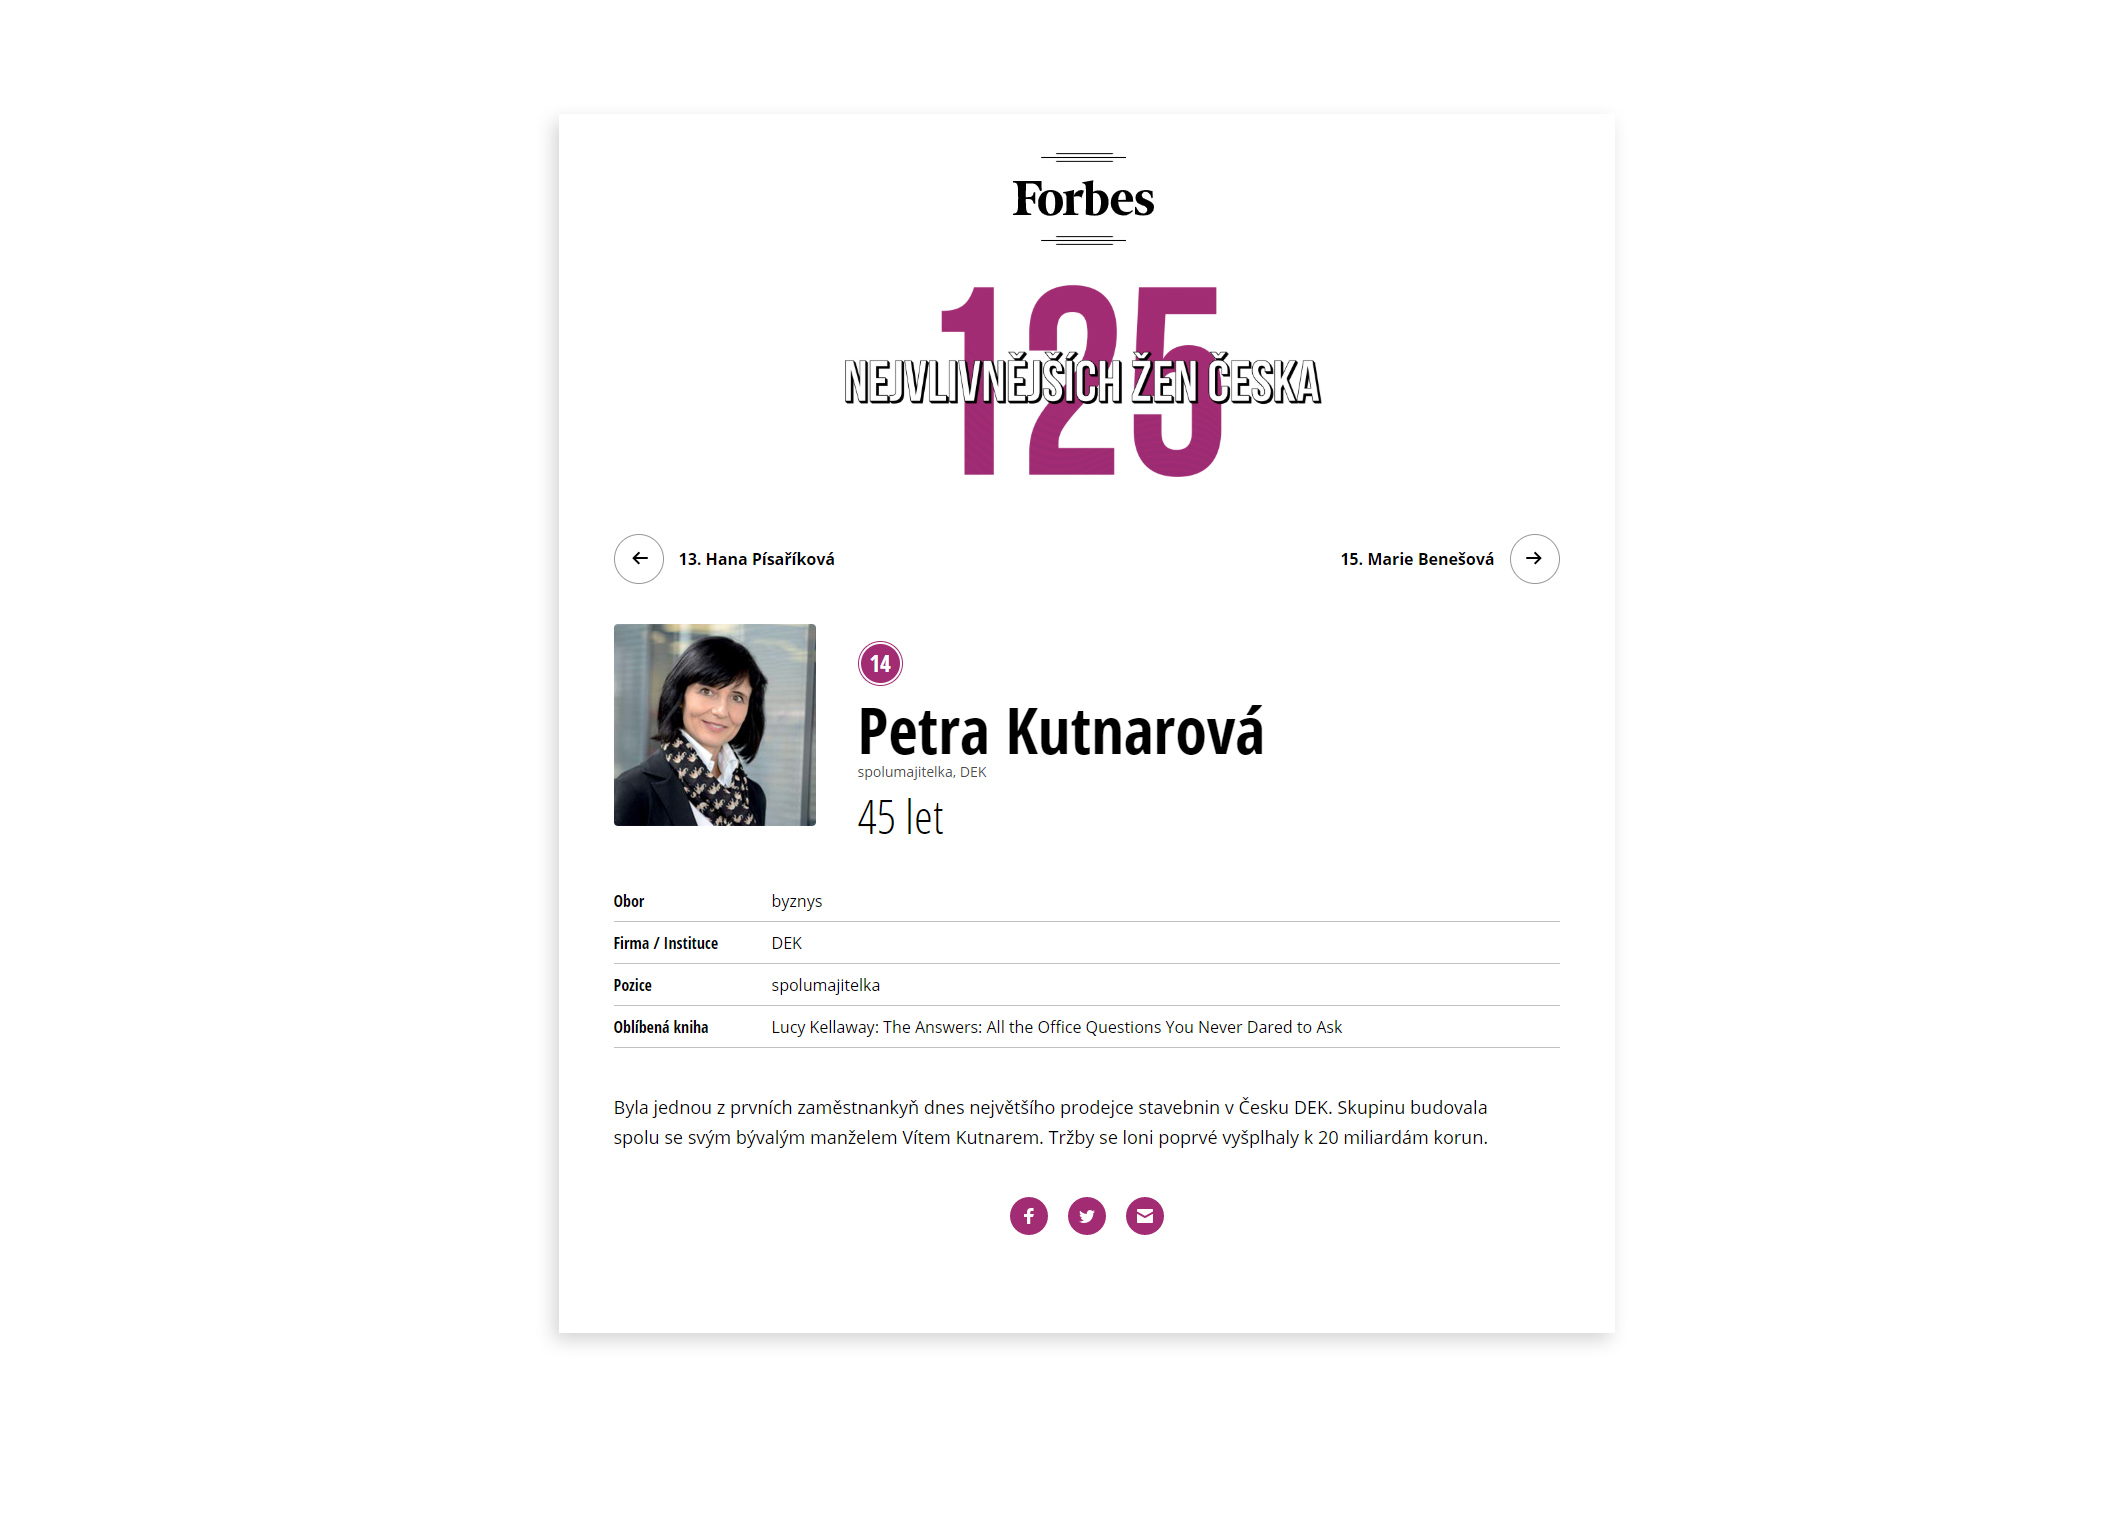 Forbes
125
NEJVLIVNĚJŠÍCH ŽEN ČESKA
13. Hana Písaříková
15. Marie Benešová
14
Petra Kutnarová
spolumajitelka, DEK
45 let
Obor byznys
Firma / Instituce DEK
Pozice spolumajitelka
Oblíbená kniha Lucy Kellaway: The Answers: All the Office Questions You Never Dared to Ask
Byla jednou z prvních zaměstnankyň dnes největšího prodejce stavebnin v Česku DEK. Skupinu budovala
spolu se svým bývalým manželem Vítem Kutnarem. Tržby se loni poprvé vyšplhaly k 20 miliardám korun.